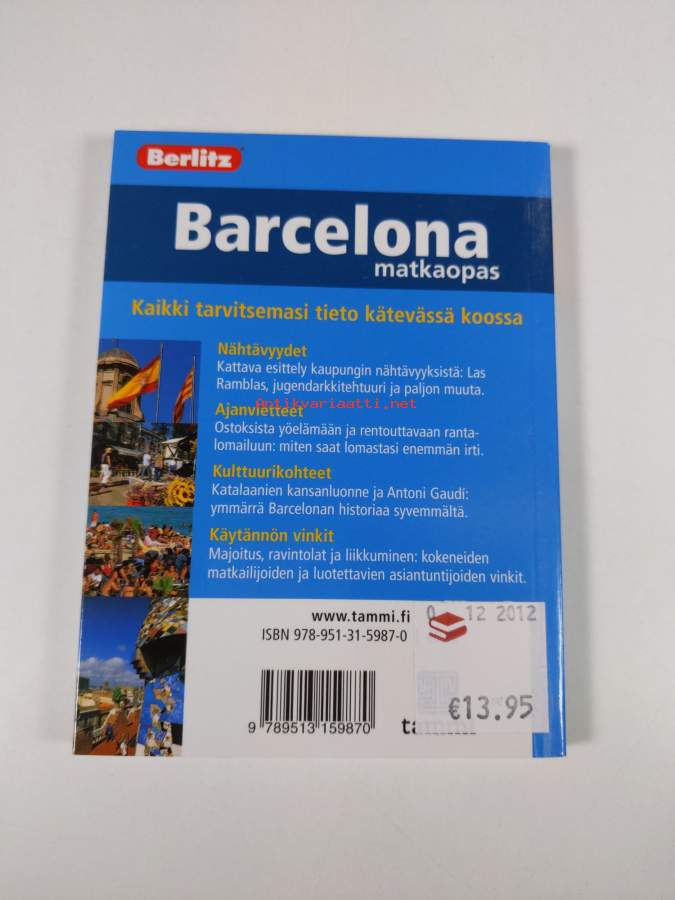 Berlitz
Barcelona
matkaopas
Kaikki tarvitsemasi tieto kätevässä koossa
Nähtävyydet
Kattava esittely kaupungin nähtävyyksistä: Las
Ramblas, jugendarkkitehtuuri ja paljon muuta.
Antikvariaatti.net
Ajanvietteet
Ostoksista yöelämään ja rentouttavaan ranta-
lomailuun: miten saat lomastasi enemmän irti.
Kulttuurikohteet
Katalaanien kansanluonne ja Antoni Gaudí:
ymmärrä Barcelonan historiaa syvemmältä.
Käytännön vinkit
Majoitus, ravintolat ja liikkuminen: kokeneiden
matkailijoiden ja luotettavien asiantuntijoiden vinkit.
www.tammi.fi
12 2012
ISBN 978-951-31-5987-0
€13.95
9 789513 159870
tammi